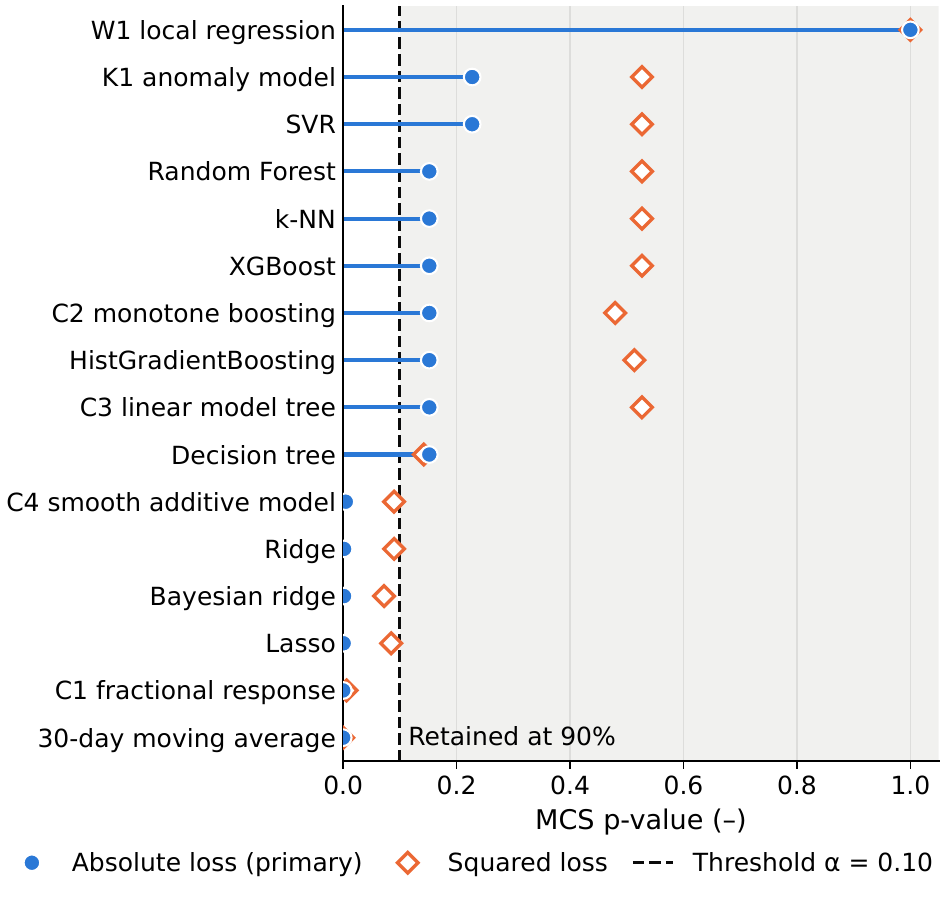 W1 local regression
K1 anomaly model
SVR
Random Forest
k-NN
XGBoost
C2 monotone boosting
HistGradientBoosting
C3 linear model tree
Decision tree
C4 smooth additive model
Ridge
Bayesian ridge
Lasso
C1 fractional response
30-day moving average
Retained at 90%
0.0 0.2 0.4 0.6 0.8 1.0
MCS p-value (–)
Absolute loss (primary) Squared loss Threshold α = 0.10